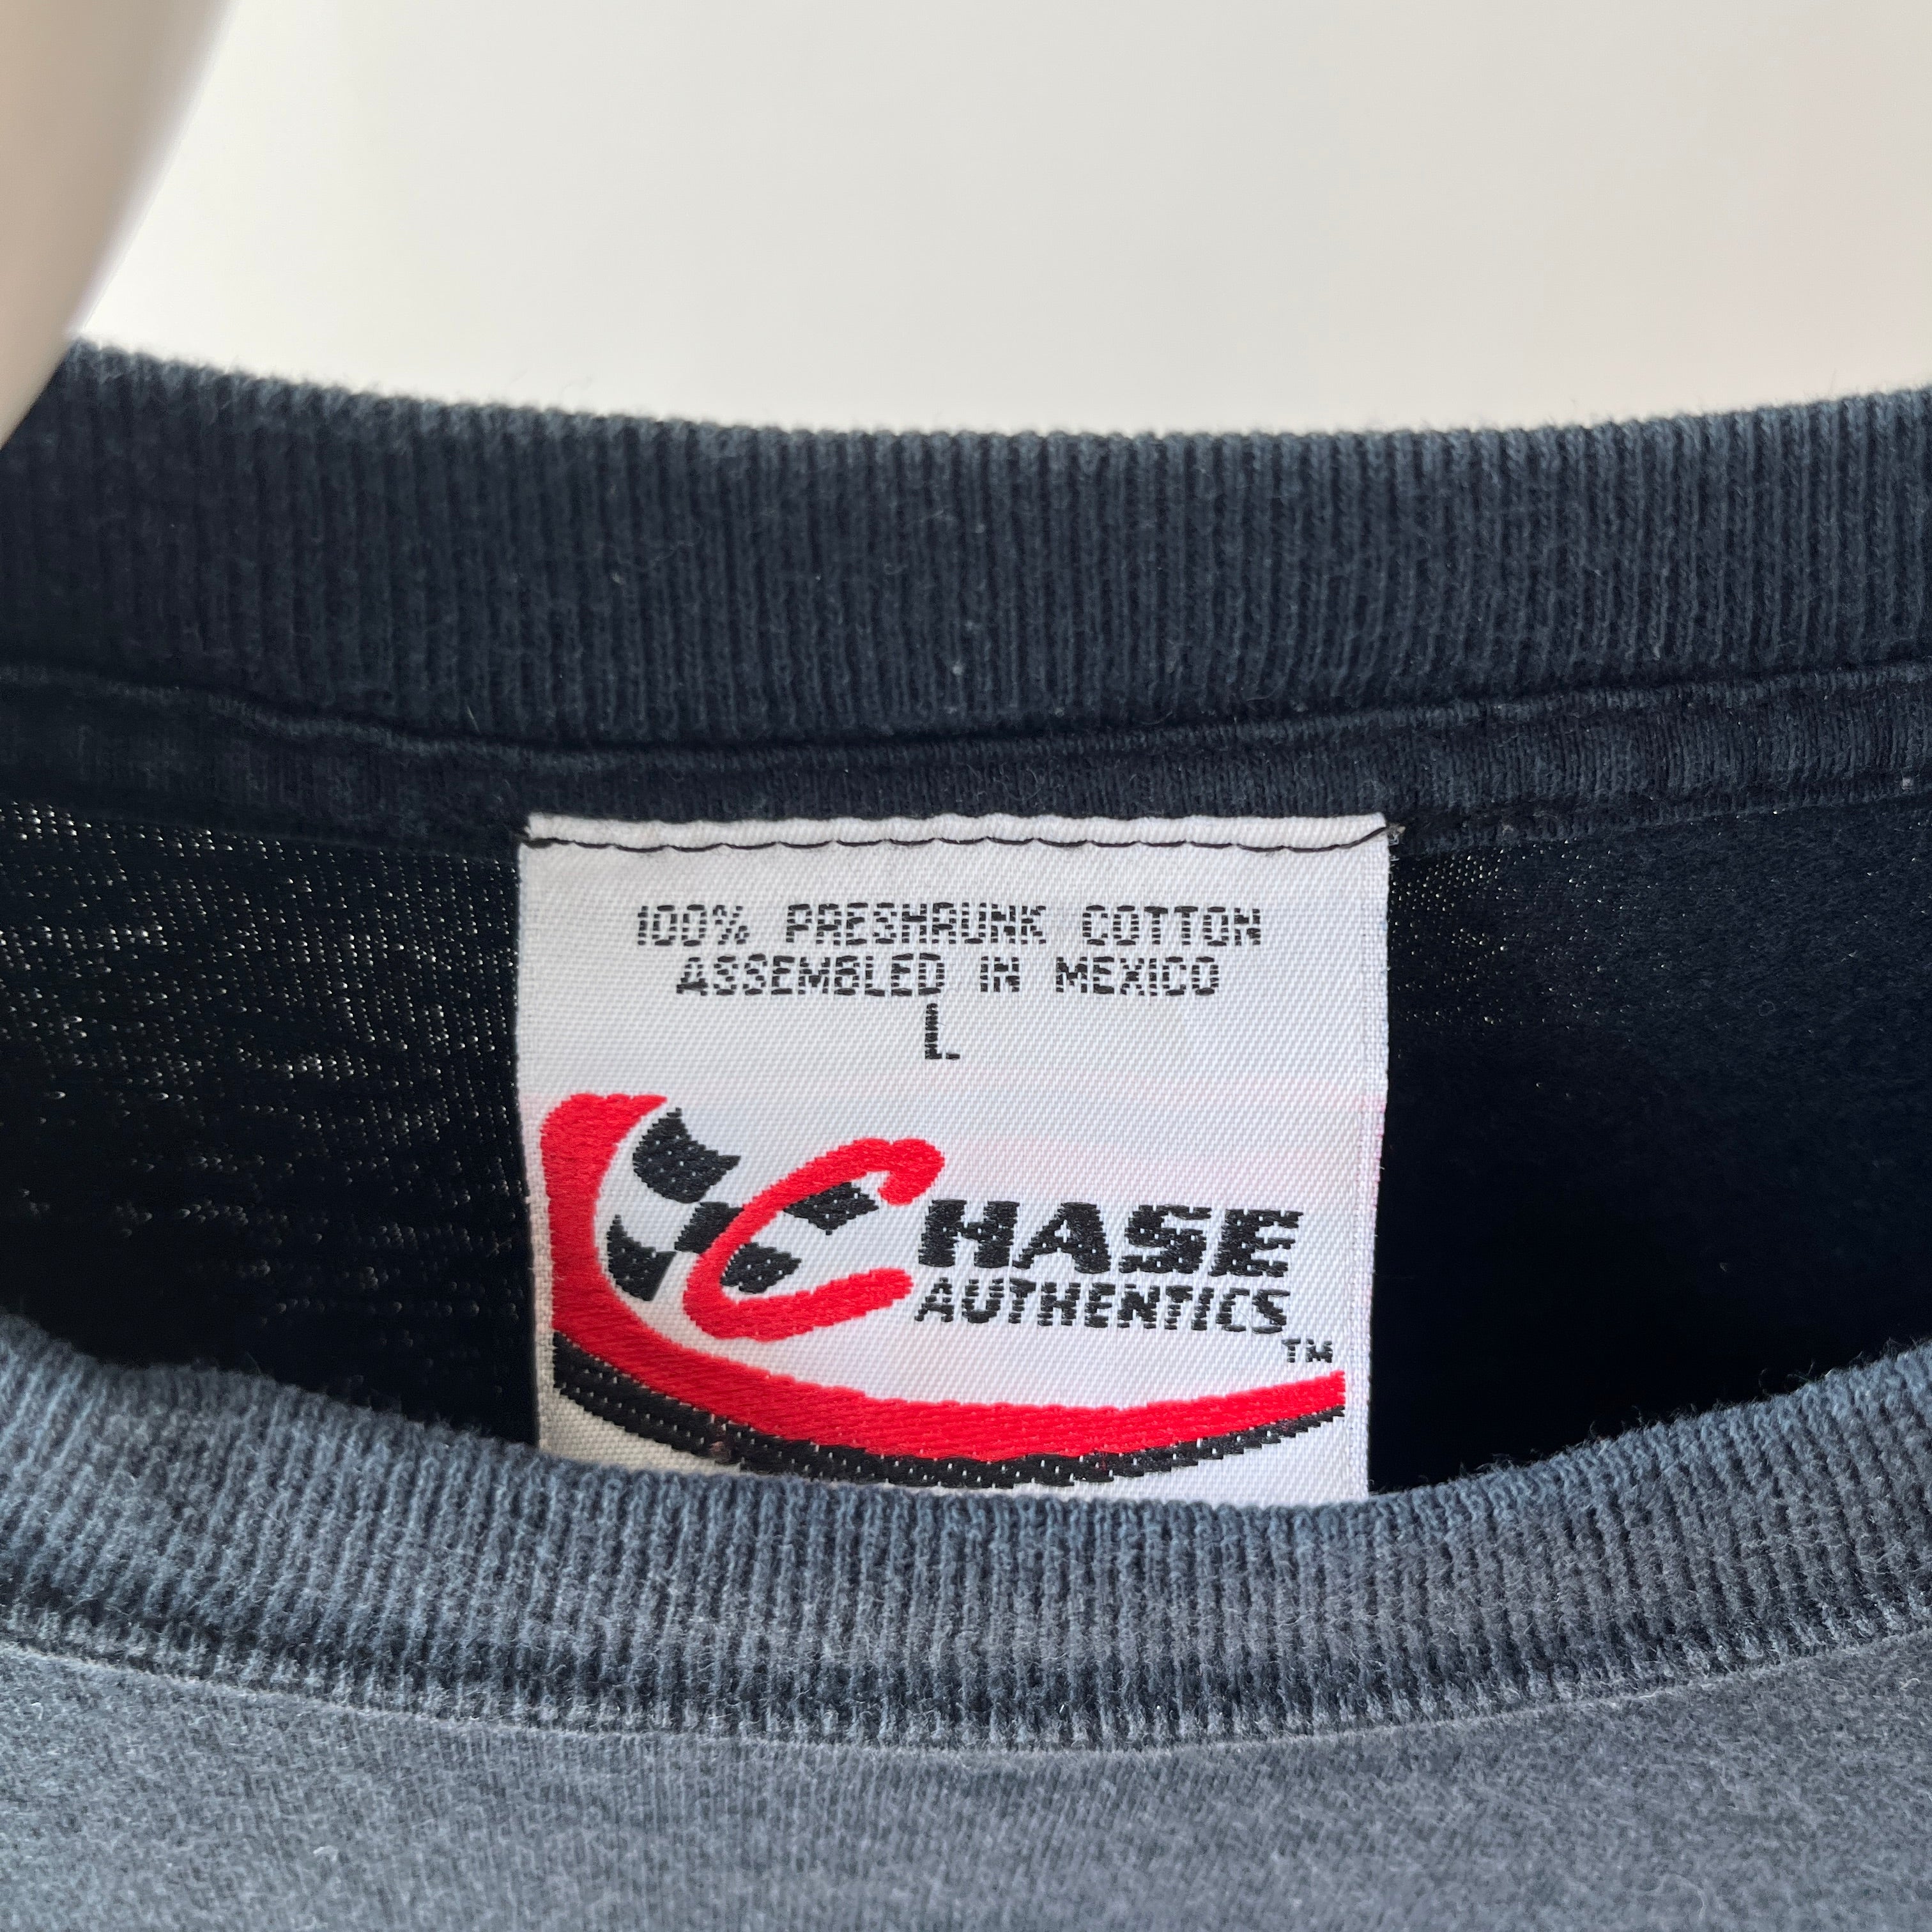 100% PRESHRUNK COTTON
ASSEMBLED IN MEXICO
L
CHASE
AUTHENTICS
TM